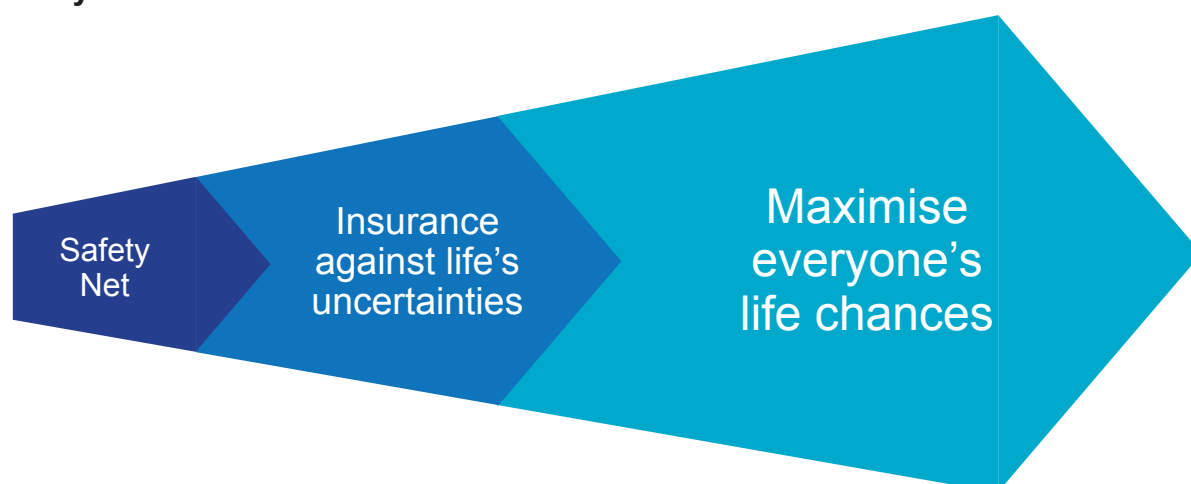 Safety
Net
Insurance
against life's
uncertainties
Maximise
everyone's
life chances